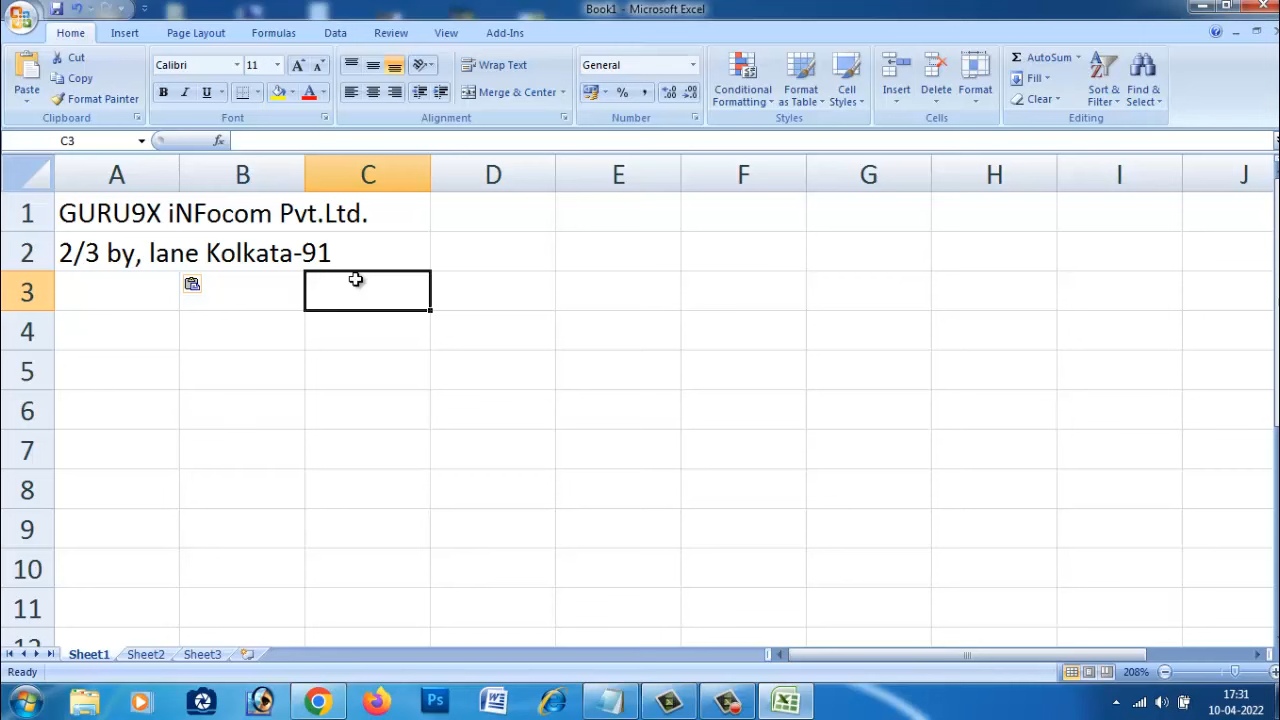 Book1 - Microsoft Excel
Home Insert Page Layout Formulas Data Review View Add-Ins
Paste
Cut
Copy
Format Painter
Clipboard
Calibri 11
B I U
Font
Wrap Text
Merge & Center
Alignment
General
%
Number
Conditional Formatting
Format as Table
Cell Styles
Styles
Insert Delete Format
Cells
Σ AutoSum
Fill
Clear
Sort & Filter
Find & Select
Editing
C3 fx
A B C D E F G H I J
1 GURU9X iNFocom Pvt.Ltd.
2 2/3 by, lane Kolkata-91
3
4
5
6
7
8
9
10
11
12
Sheet1 Sheet2 Sheet3
Ready 208%
17:31
10-04-2022